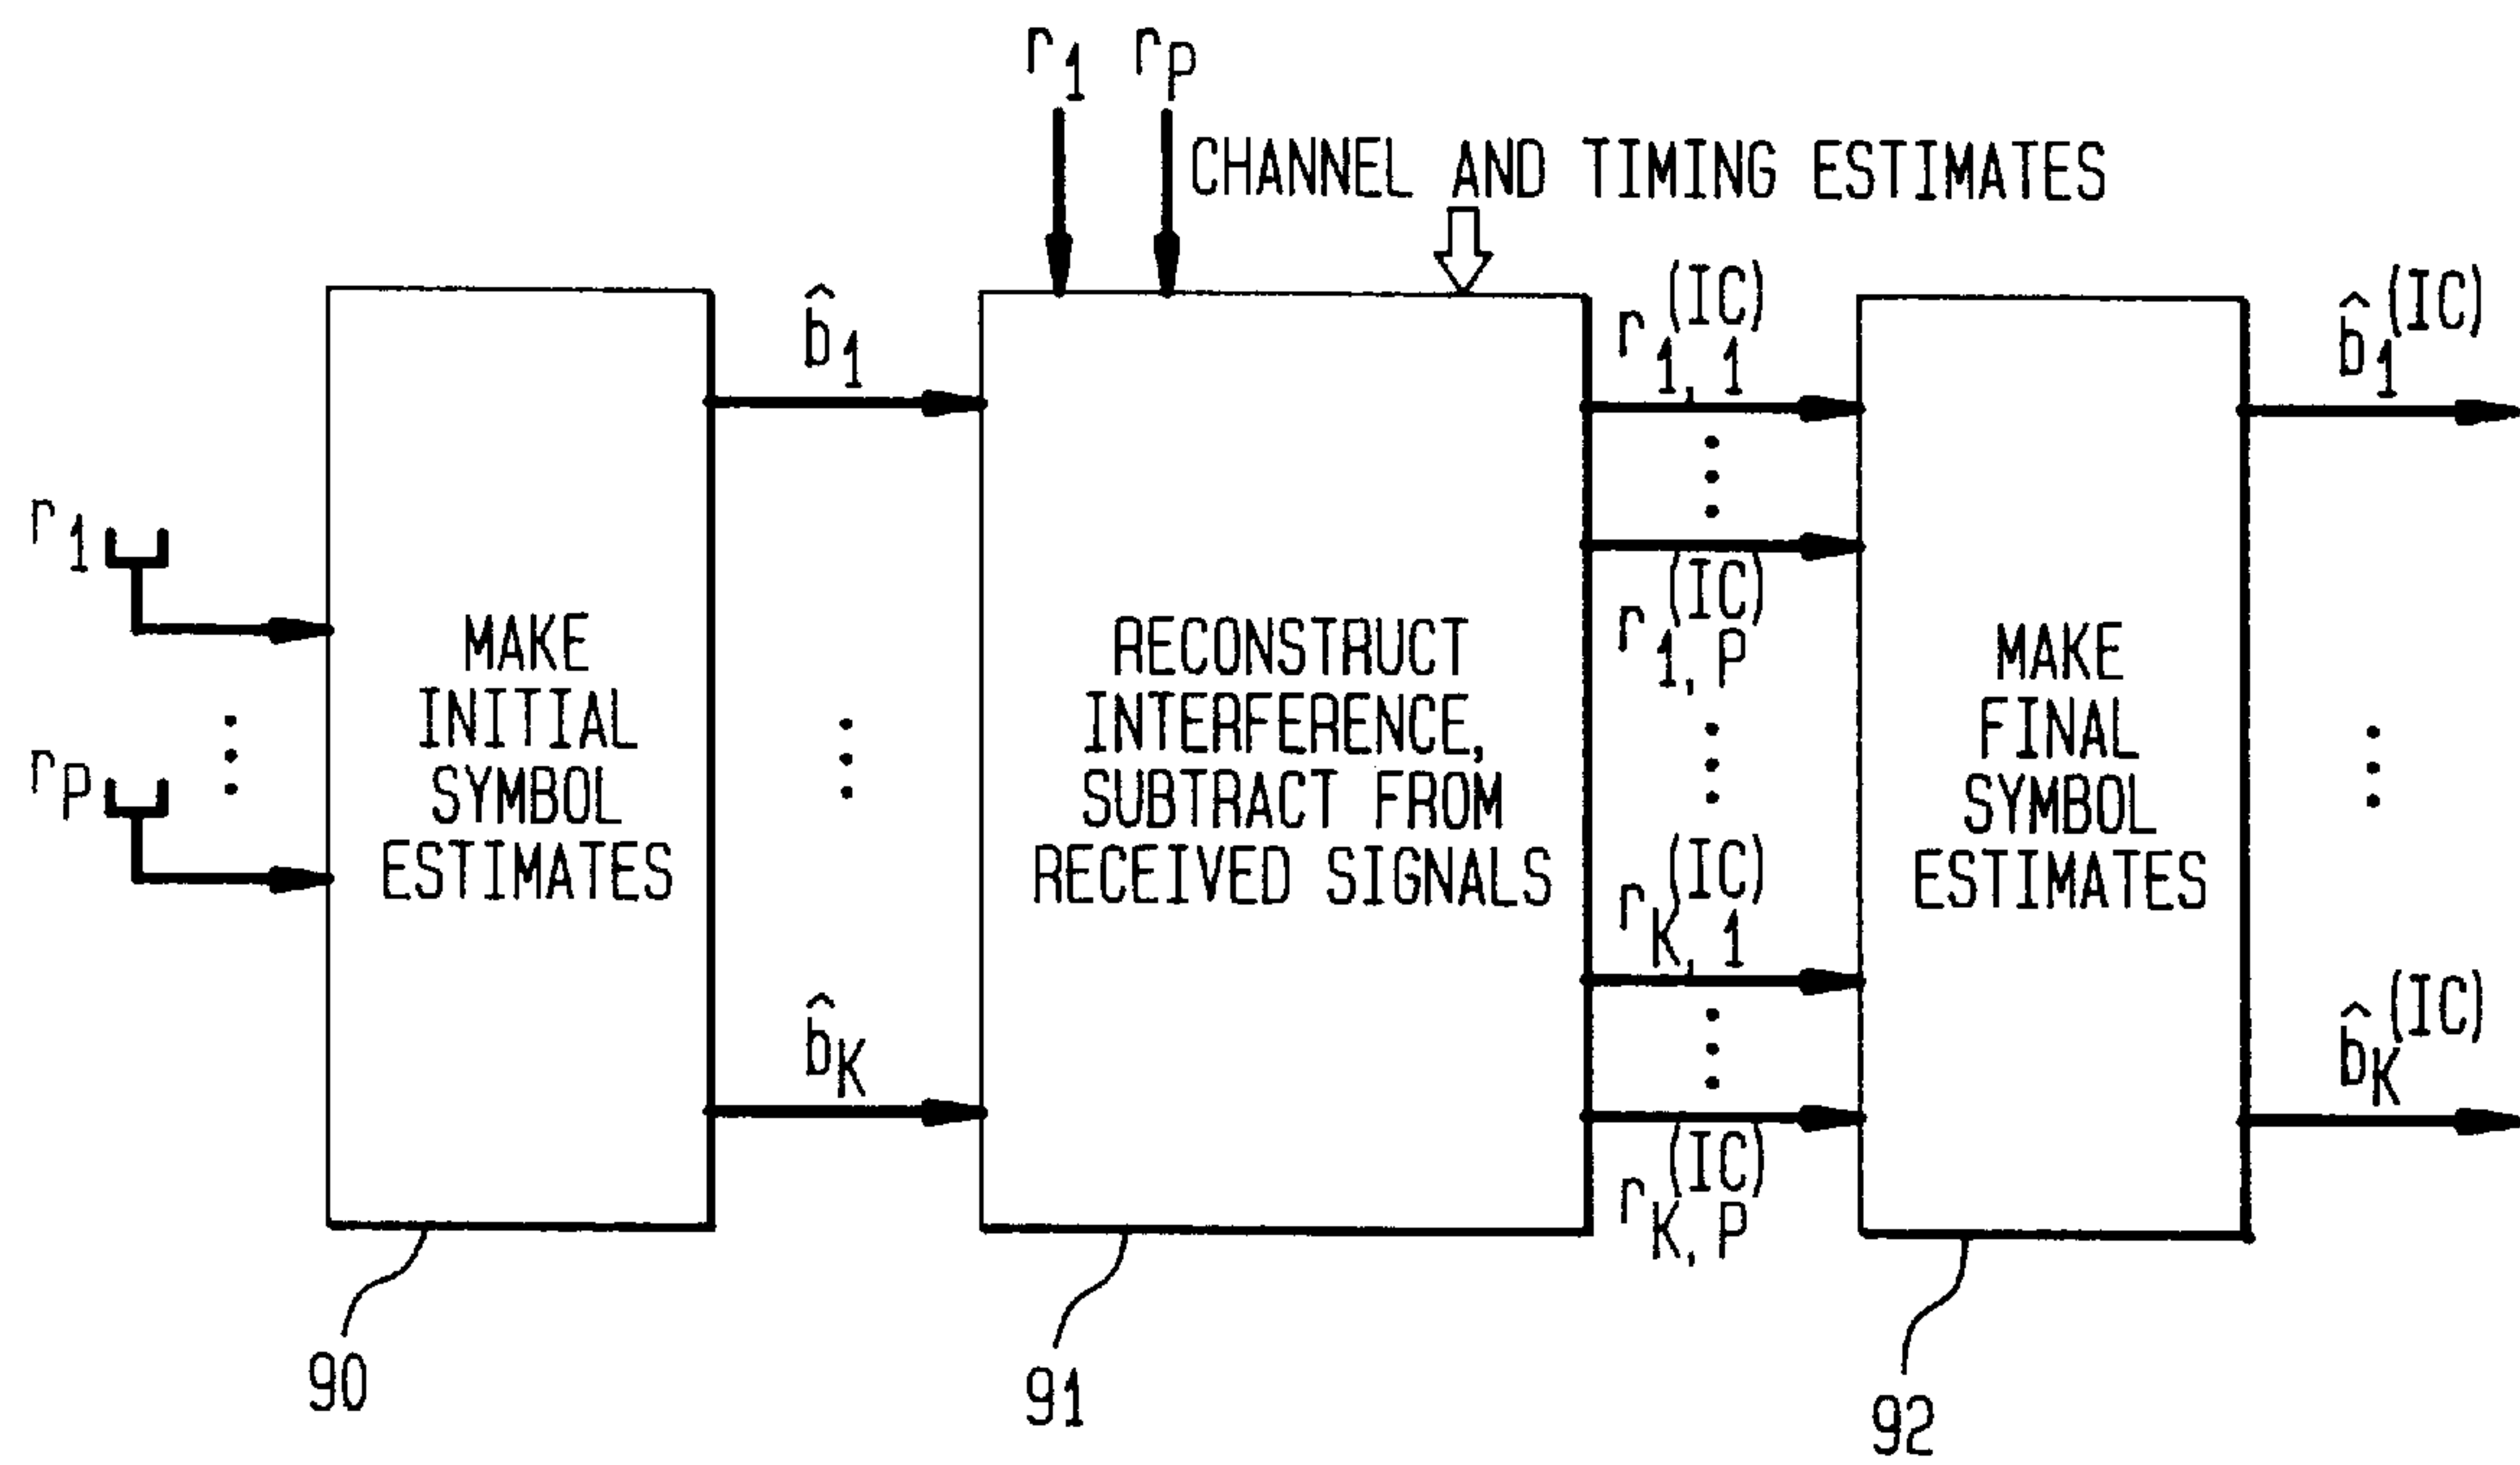 r1 rP
CHANNEL AND TIMING ESTIMATES
r1
rP
MAKE
INITIAL
SYMBOL
ESTIMATES
b̂1
b̂K
RECONSTRUCT
INTERFERENCE,
SUBTRACT FROM
RECEIVED SIGNALS
r1,1(IC)
r1,P(IC)
rK,1(IC)
rK,P(IC)
MAKE
FINAL
SYMBOL
ESTIMATES
b̂1(IC)
b̂K(IC)
90
91
92